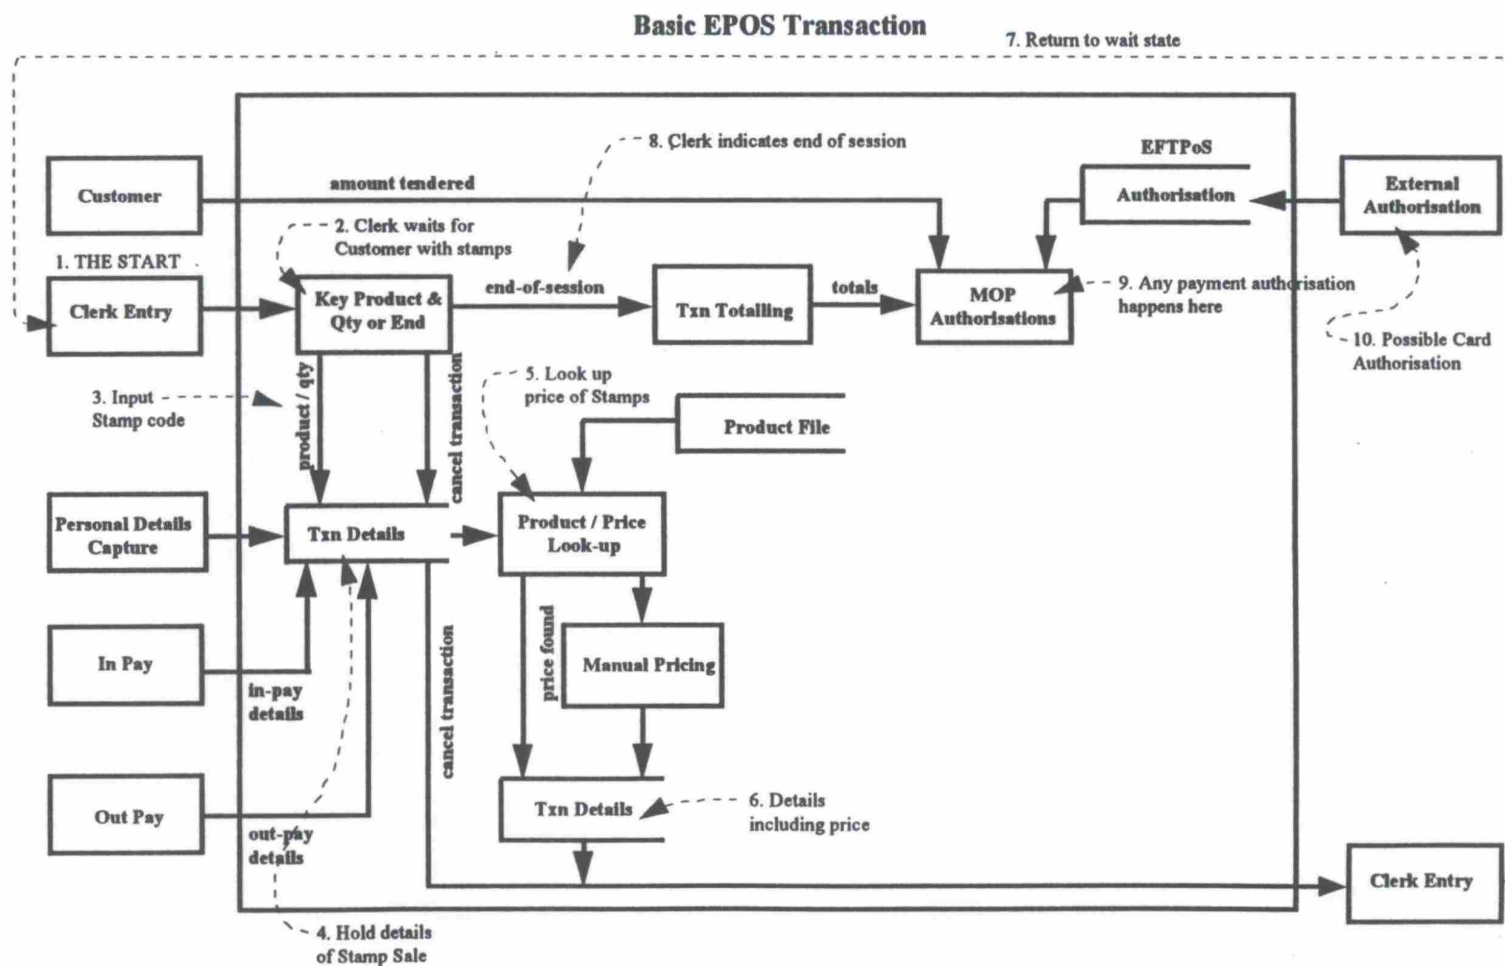 Basic EPOS Transaction
7. Return to wait state
8. Clerk indicates end of session
EFTPoS
Customer
amount tendered
Authorisation
External
Authorisation
2. Clerk waits for
Customer with stamps
1. THE START
Clerk Entry
Key Product &
Qty or End
end-of-session
Txn Totalling
totals
MOP
Authorisations
9. Any payment authorisation
happens here
10. Possible Card
Authorisation
3. Input
Stamp code
product / qty
cancel transaction
5. Look up
price of Stamps
Product File
Personal Details
Capture
Txn Details
Product / Price
Look-up
In Pay
in-pay
details
cancel transaction
price found
Manual Pricing
Out Pay
out-pay
details
Txn Details
6. Details
including price
Clerk Entry
4. Hold details
of Stamp Sale